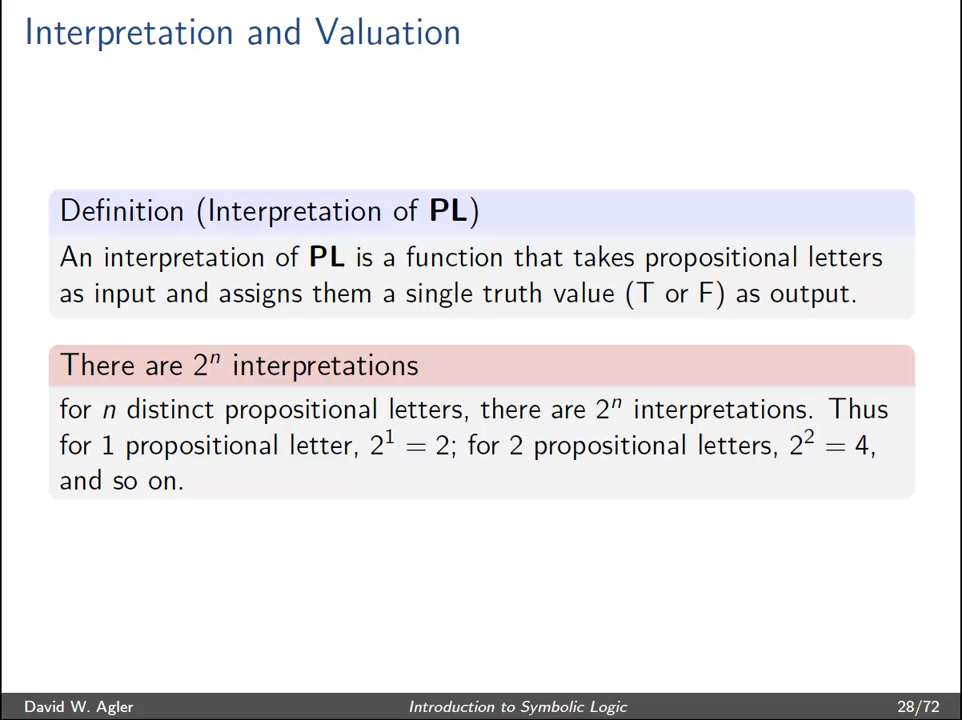 Interpretation and Valuation
Definition (Interpretation of PL)
An interpretation of PL is a function that takes propositional letters
as input and assigns them a single truth value (T or F) as output.
There are 2ⁿ interpretations
for n distinct propositional letters, there are 2ⁿ interpretations. Thus
for 1 propositional letter, 2¹ = 2; for 2 propositional letters, 2² = 4,
and so on.
David W. Agler Introduction to Symbolic Logic 28/72